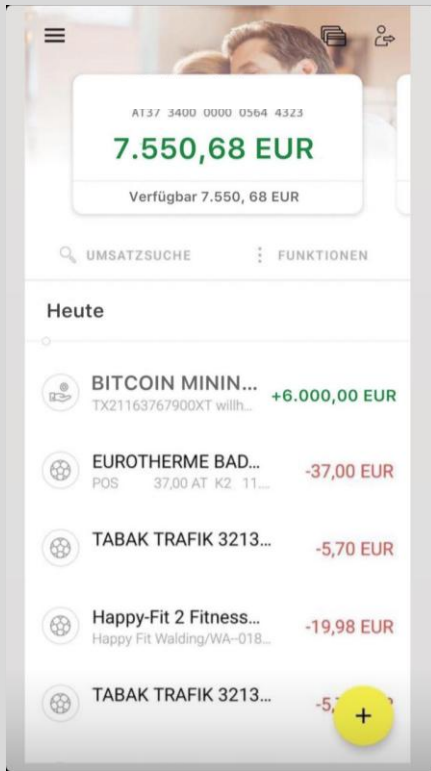 AT37 3400 0000 0564 4323
7.550,68 EUR
Verfügbar 7.550, 68 EUR
UMSATZSUCHE
FUNKTIONEN
Heute
BITCOIN MININ...
+6.000,00 EUR
TX21163767900XT willh...
EUROTHERME BAD...
-37,00 EUR
POS 37,00 AT K2 11...
TABAK TRAFIK 3213...
-5,70 EUR
Happy-Fit 2 Fitness...
-19,98 EUR
Happy Fit Walding/WA--018...
TABAK TRAFIK 3213...
-5,
+